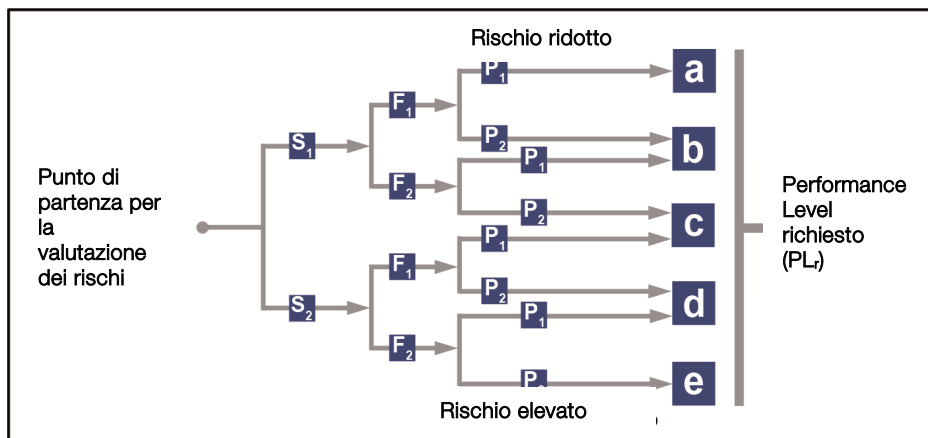 Rischio ridotto
P1
a
F1
S1
P2
b
P1
Punto di
partenza per
la
valutazione
dei rischi
F2
P2
c
Performance
Level
richiesto
(PLr)
P1
F1
P2
d
S2
P1
F2
e
Rischio elevato